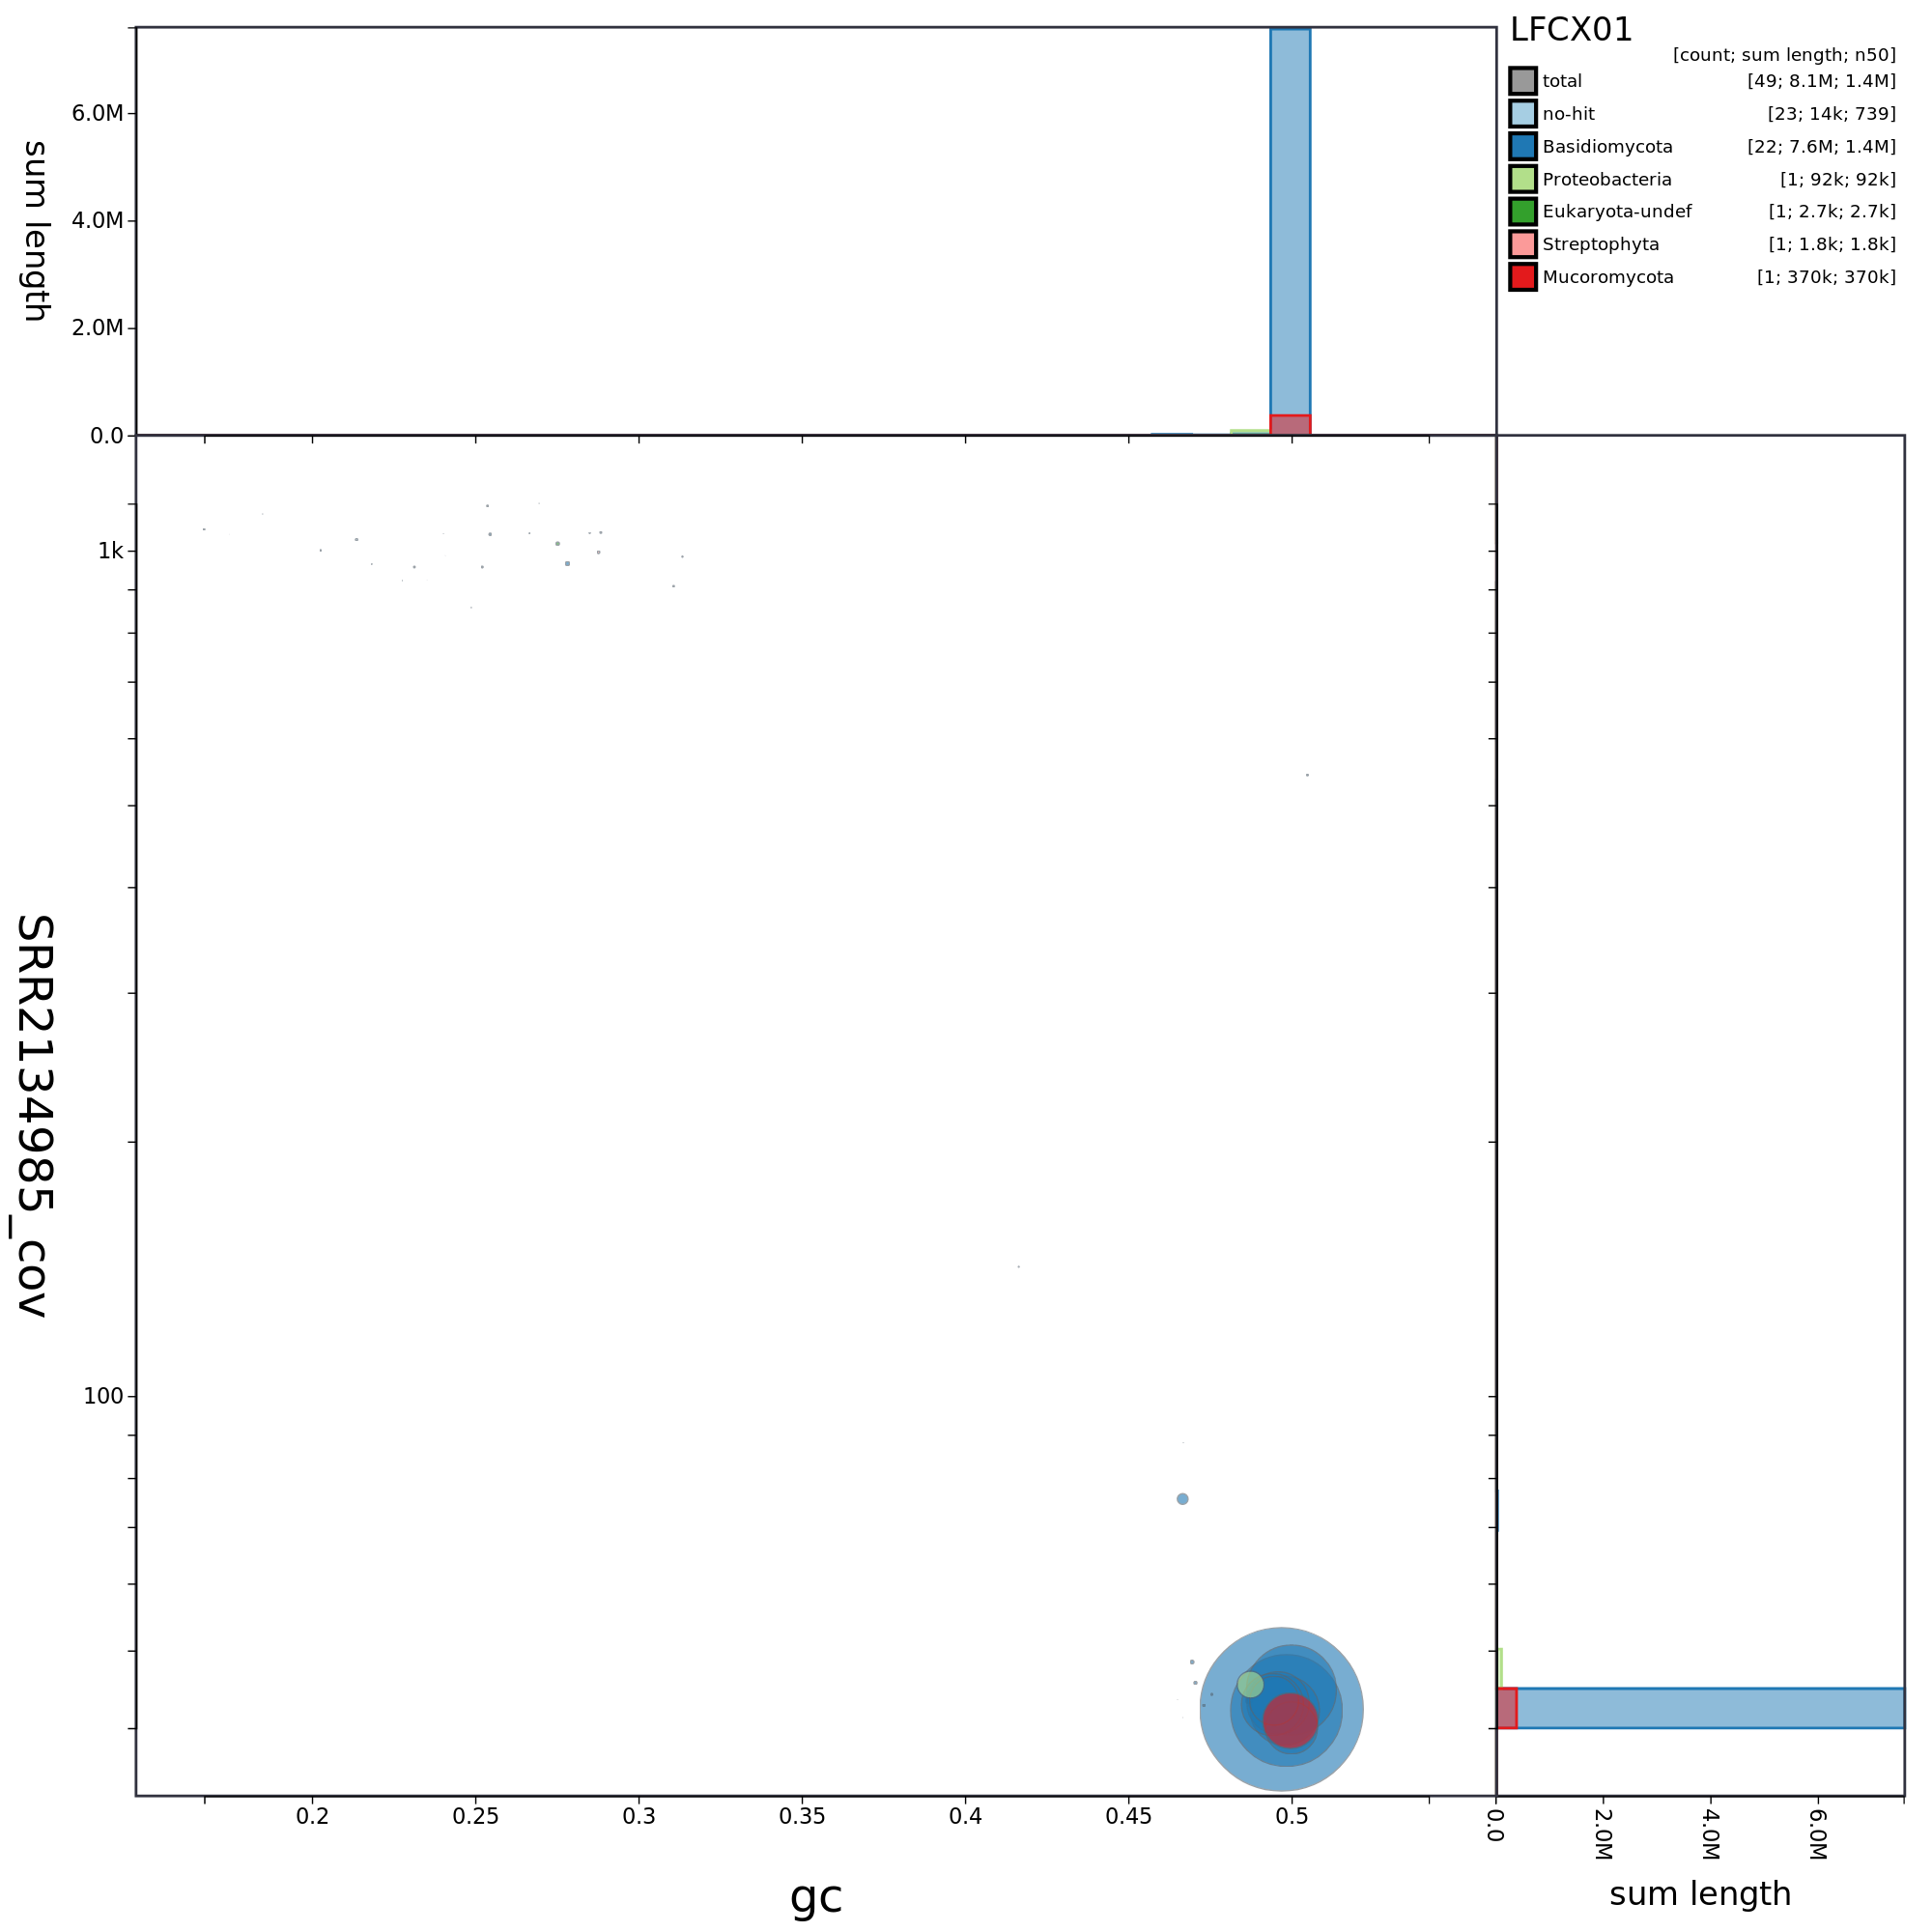 LFCX01
[count; sum length; n50]
total [49; 8.1M; 1.4M]
no-hit [23; 14k; 739]
Basidiomycota [22; 7.6M; 1.4M]
Proteobacteria [1; 92k; 92k]
Eukaryota-undef [1; 2.7k; 2.7k]
Streptophyta [1; 1.8k; 1.8k]
Mucoromycota [1; 370k; 370k]
sum length
6.0M
4.0M
2.0M
0.0
SRR2134985_cov
1k
100
0.2 0.25 0.3 0.35 0.4 0.45 0.5
gc
0.0 2.0M 4.0M 6.0M
sum length